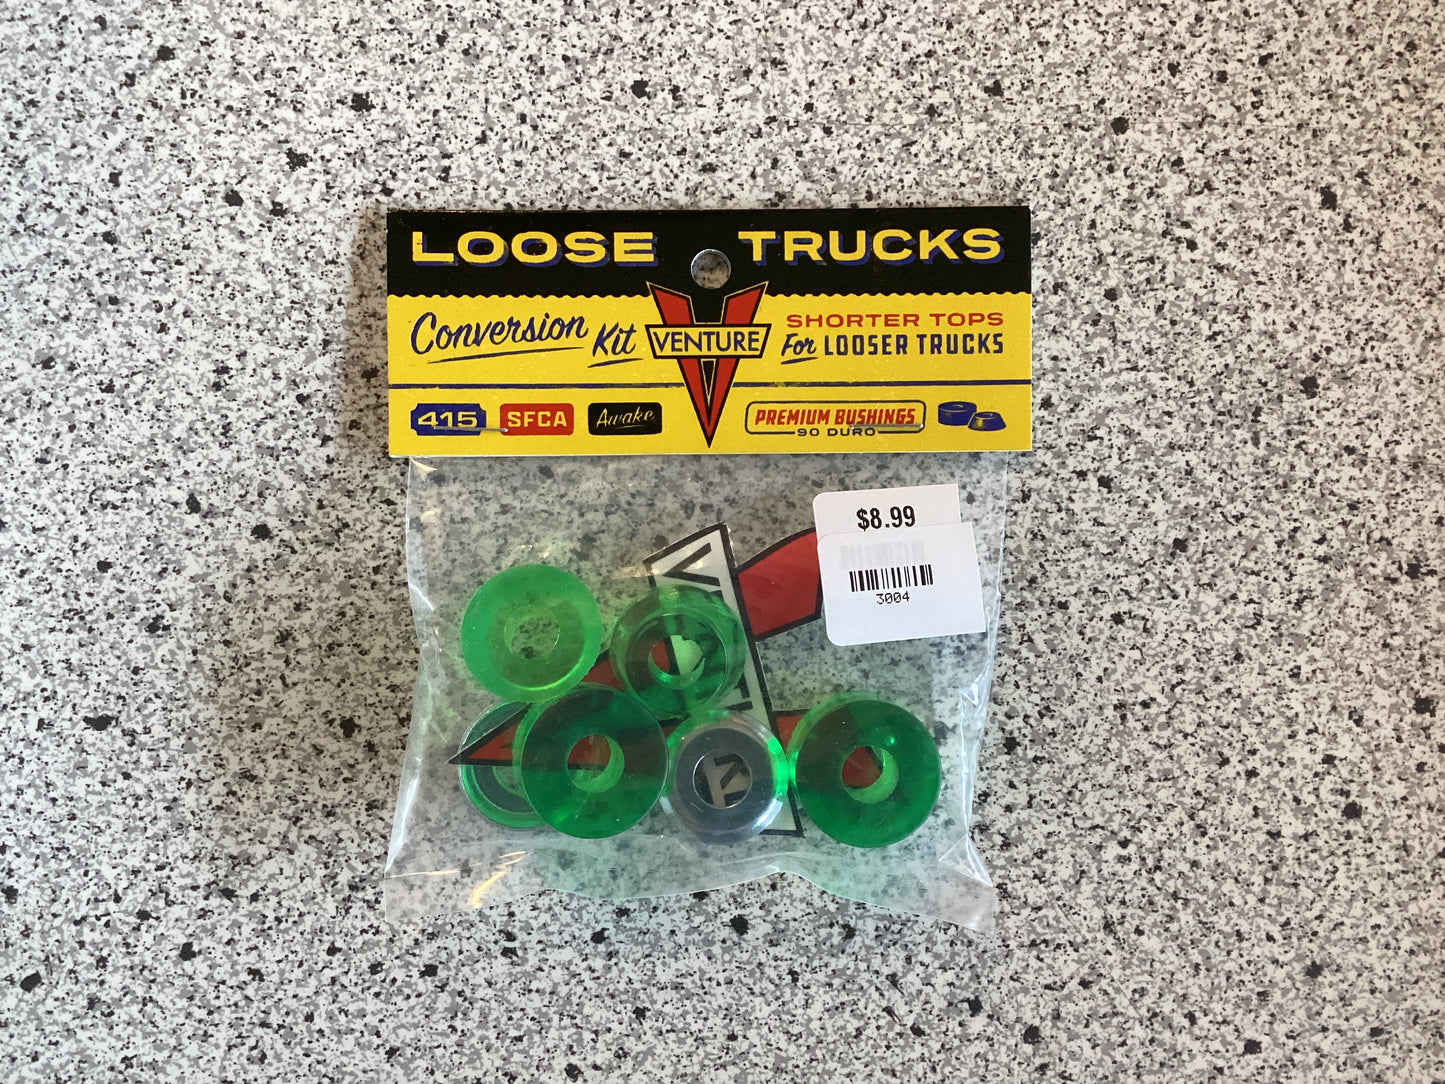 LOOSE TRUCKS
Conversion Kit
VENTURE
SHORTER TOPS
For LOOSER TRUCKS
415
SFCA
Awake
PREMIUM BUSHINGS
90 DURO
$8.99
3004